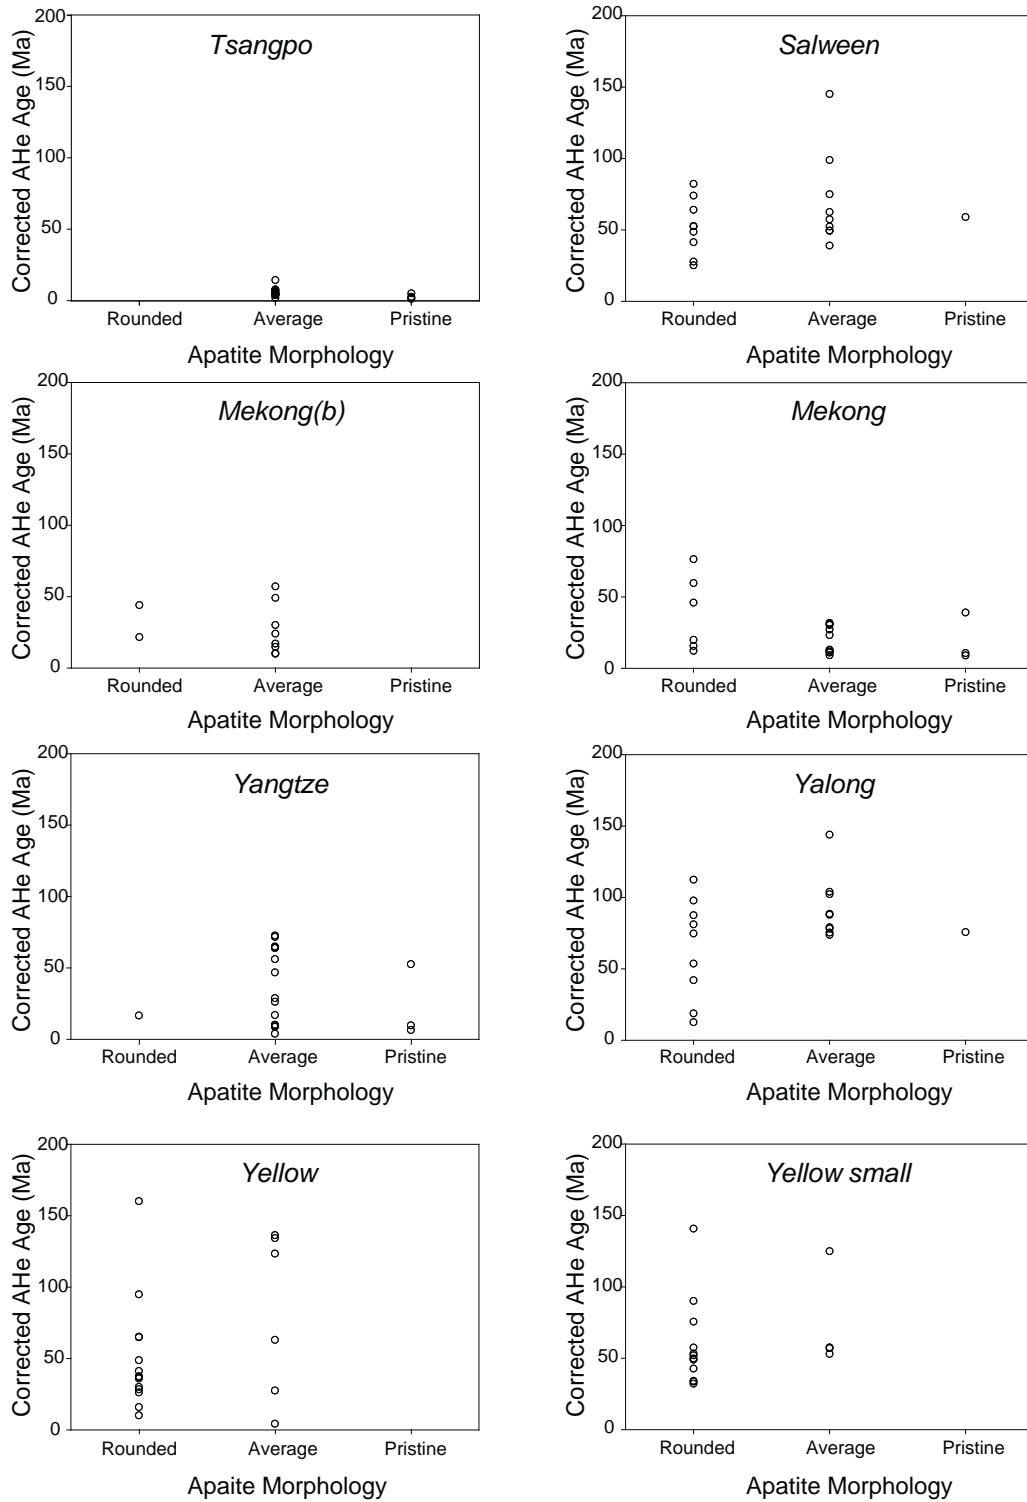 Tsangpo
Corrected AHe Age (Ma)
200
150
100
50
0
Rounded Average Pristine
Apatite Morphology
Salween
Corrected AHe Age (Ma)
200
150
100
50
0
Rounded Average Pristine
Apatite Morphology
Mekong(b)
Corrected AHe Age (Ma)
200
150
100
50
0
Rounded Average Pristine
Apatite Morphology
Mekong
Corrected AHe Age (Ma)
200
150
100
50
0
Rounded Average Pristine
Apatite Morphology
Yangtze
Corrected AHe Age (Ma)
200
150
100
50
0
Rounded Average Pristine
Apatite Morphology
Yalong
Corrected AHe Age (Ma)
200
150
100
50
0
Rounded Average Pristine
Apatite Morphology
Yellow
Corrected AHe Age (Ma)
200
150
100
50
0
Rounded Average Pristine
Apaite Morphology
Yellow small
Corrected AHe Age (Ma)
200
150
100
50
0
Rounded Average Pristine
Apatite Morphology